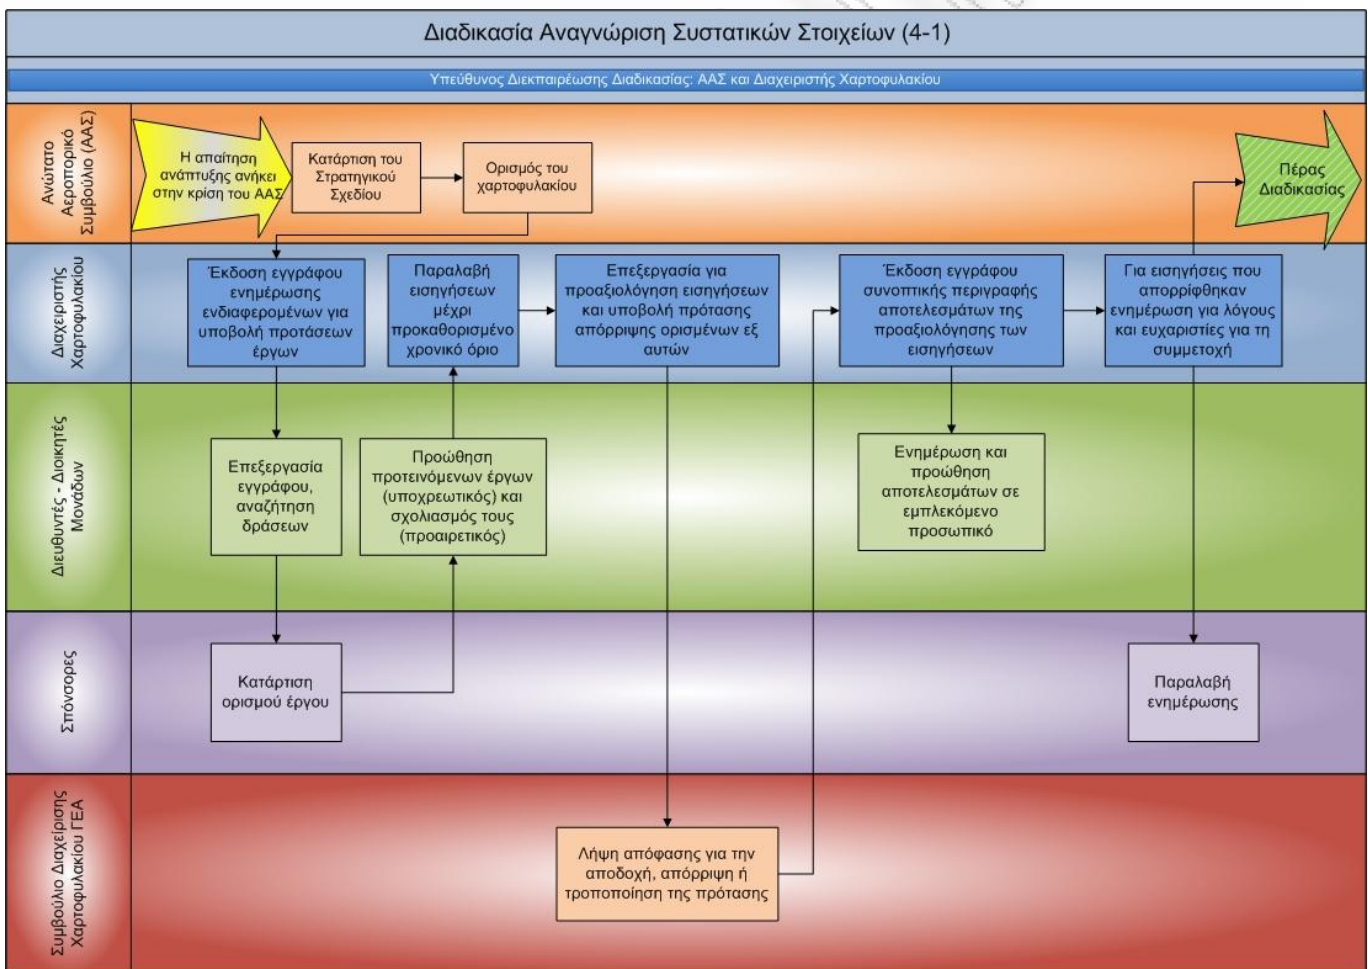 Διαδικασία Αναγνώριση Συστατικών Στοιχείων (4-1)
Υπεύθυνος Διεκπαιρέωσης Διαδικασίας: ΑΑΣ και Διαχειριστής Χαρτοφυλακίου
Ανώτατο
Αεροπορικό
Συμβούλιο (ΑΑΣ)
Η απαίτηση
ανάπτυξης ανήκει
στην κρίση του ΑΑΣ
Κατάρτιση του
Στρατηγικού
Σχεδίου
Ορισμός του
χαρτοφυλακίου
Πέρας
Διαδικασίας
Διαχειριστής
Χαρτοφυλακίου
Έκδοση εγγράφου
ενημέρωσης
ενδιαφερομένων για
υποβολή προτάσεων
έργων
Παραλαβή
εισηγήσεων
μέχρι
προκαθορισμένο
χρονικό όριο
Επεξεργασία για
προαξιολόγηση εισηγήσεων
και υποβολή πρότασης
απόρριψης ορισμένων εξ
αυτών
Έκδοση εγγράφου
συνοπτικής περιγραφής
αποτελεσμάτων της
προαξιολόγησης των
εισηγήσεων
Για εισηγήσεις που
απορρίφθηκαν
ενημέρωση για λόγους
και ευχαριστίες για τη
συμμετοχή
Διευθυντές - Διοικητές
Μονάδων
Επεξεργασία
εγγράφου,
αναζήτηση
δράσεων
Προώθηση
προτεινόμενων έργων
(υποχρεωτικός) και
σχολιασμός τους
(προαιρετικός)
Ενημέρωση και
προώθηση
αποτελεσμάτων σε
εμπλεκόμενο
προσωπικό
Σπόνσορες
Κατάρτιση
ορισμού έργου
Παραλαβή
ενημέρωσης
Συμβούλιο Διαχείρισης
Χαρτοφυλακίου ΓΕΑ
Λήψη απόφασης για την
αποδοχή, απόρριψη ή
τροποποίηση της πρότασης